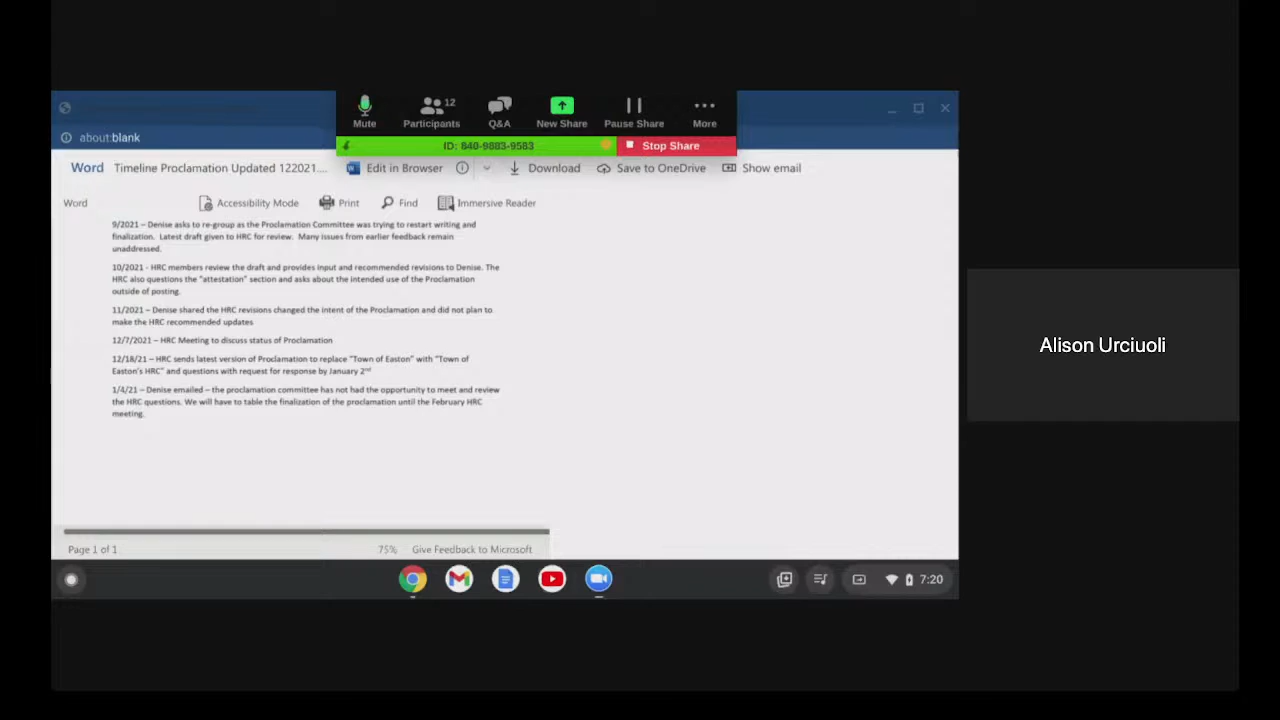 Mute
Participants
12
Q&A
New Share
Pause Share
More
ID: 840-9883-9583
Stop Share
about:blank
Word
Timeline Proclamation Updated 122021...
Edit in Browser
Download
Save to OneDrive
Show email
Word
Accessibility Mode
Print
Find
Immersive Reader
9/2021 – Denise asks to re-group as the Proclamation Committee was trying to restart writing and
finalization. Latest draft given to HRC for review. Many issues from earlier feedback remain
unaddressed.
10/2021 - HRC members review the draft and provides input and recommended revisions to Denise. The
HRC also questions the "attestation" section and asks about the intended use of the Proclamation
outside of posting.
11/2021 – Denise shared the HRC revisions changed the intent of the Proclamation and did not plan to
make the HRC recommended updates
12/7/2021 – HRC Meeting to discuss status of Proclamation
12/18/21 – HRC sends latest version of Proclamation to replace "Town of Easton" with "Town of
Easton's HRC" and questions with request for response by January 2nd
1/4/21 – Denise emailed – the proclamation committee has not had the opportunity to meet and review
the HRC questions. We will have to table the finalization of the proclamation until the February HRC
meeting.
Page 1 of 1
75%
Give Feedback to Microsoft
7:20
Alison Urciuoli